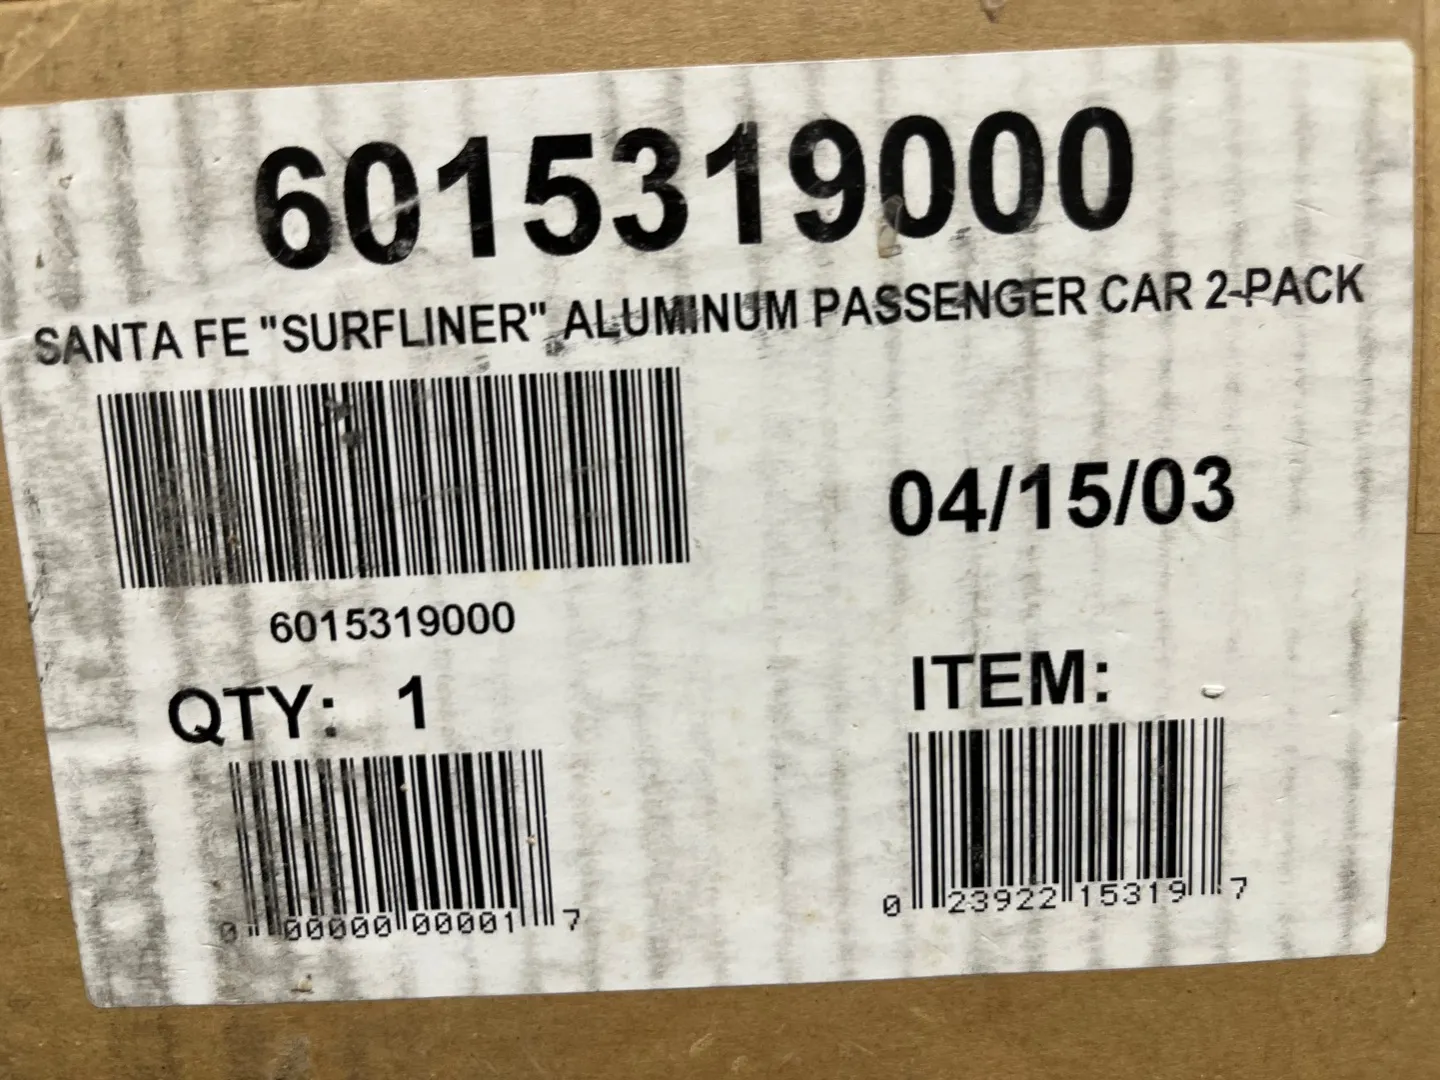 6015319000
SANTA FE "SURFLINER" ALUMINUM PASSENGER CAR 2-PACK
04/15/03
6015319000
QTY: 1
ITEM:
0 00000 00001 7
0 23922 15319 7